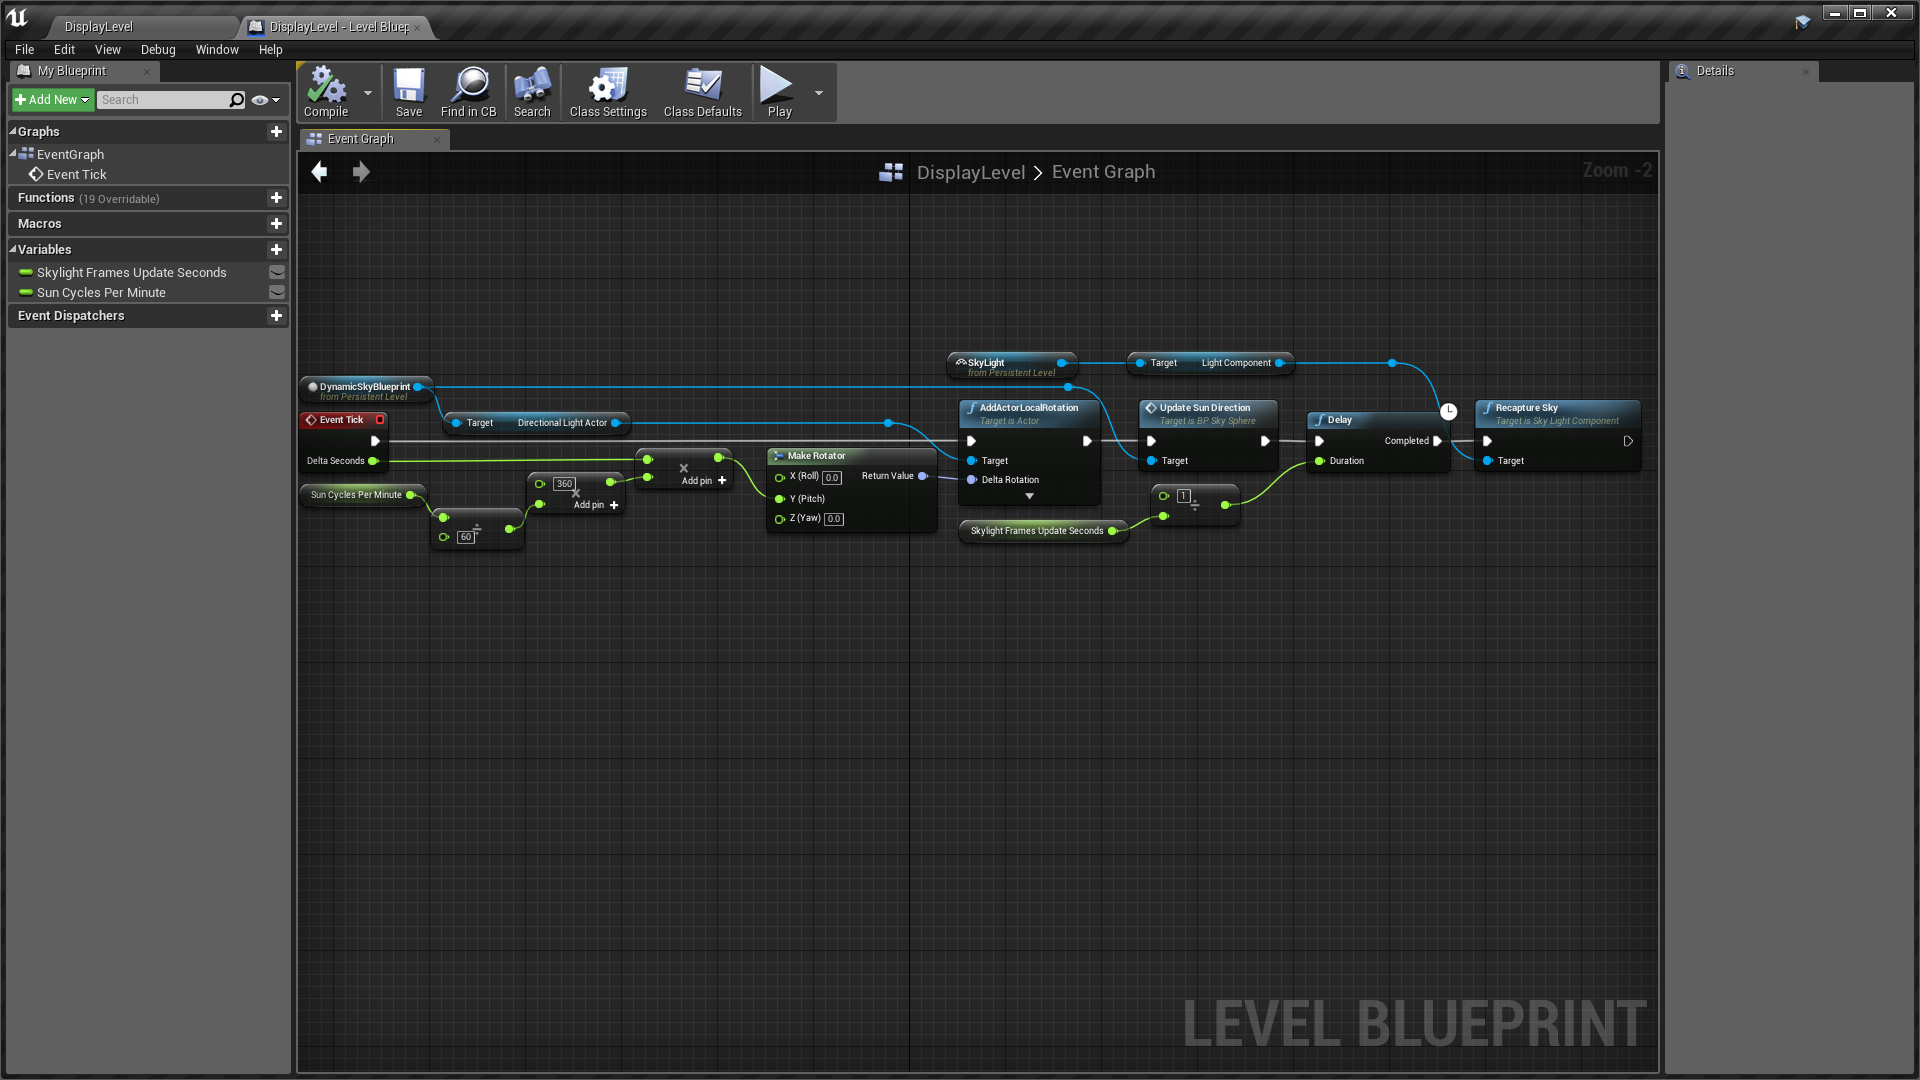 DisplayLevel
DisplayLevel - Level Bluep
File Edit View Debug Window Help
My Blueprint
Add New
Search
Graphs
EventGraph
Event Tick
Functions (19 Overridable)
Macros
Variables
Skylight Frames Update Seconds
Sun Cycles Per Minute
Event Dispatchers
Compile
Save
Find in CB
Search
Class Settings
Class Defaults
Play
Event Graph
DisplayLevel > Event Graph
Zoom -2
SkyLight
from Persistent Level
Target Light Component
DynamicSkyBlueprint
from Persistent Level
Event Tick
Delta Seconds
Target Directional Light Actor
Sun Cycles Per Minute
60
360
Add pin
Add pin
Make Rotator
X (Roll) 0.0 Return Value
Y (Pitch)
Z (Yaw) 0.0
AddActorLocalRotation
Target is Actor
Target
Delta Rotation
Skylight Frames Update Seconds
Update Sun Direction
Target is BP Sky Sphere
Target
1
Delay
Completed
Duration
Recapture Sky
Target is Sky Light Component
Target
LEVEL BLUEPRINT
Details